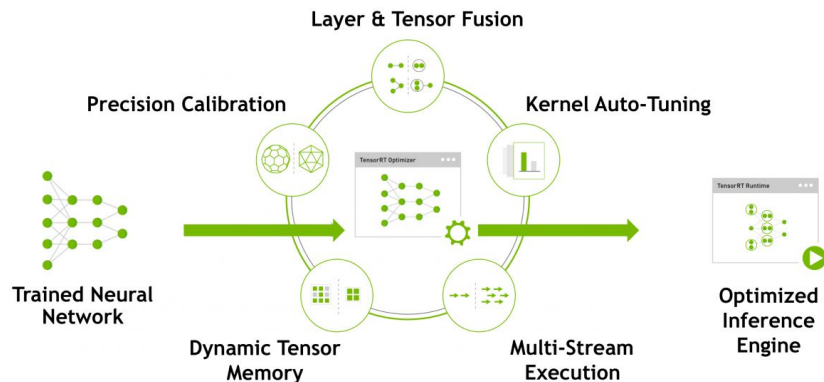 Layer & Tensor Fusion
Precision Calibration
Kernel Auto-Tuning
TensorRT Optimizer
TensorRT Runtime
Trained Neural
Network
Dynamic Tensor
Memory
Multi-Stream
Execution
Optimized
Inference
Engine